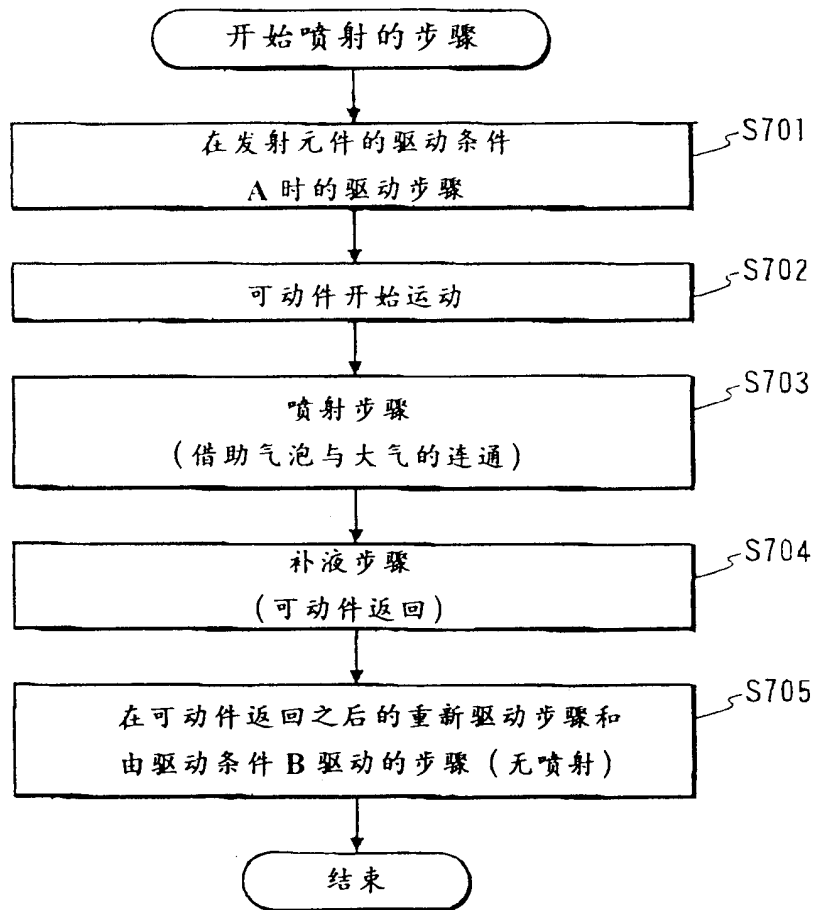 开始喷射的步骤
在发射元件的驱动条件
A 时的驱动步骤
S701
可动件开始运动
S702
喷射步骤
(借助气泡与大气的连通)
S703
补液步骤
(可动件返回)
S704
在可动件返回之后的重新驱动步骤和
由驱动条件 B 驱动的步骤 (无喷射)
S705
结束